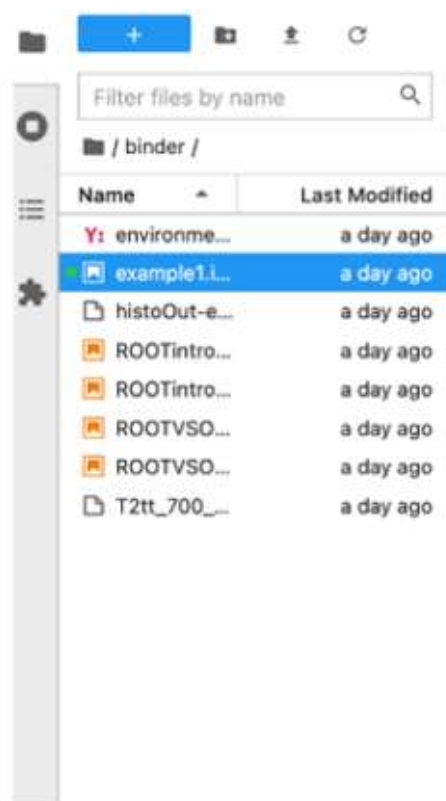 +
Filter files by name
/ binder /
Name Last Modified
Y: environme... a day ago
example1.i... a day ago
histoOut-e... a day ago
ROOTintro... a day ago
ROOTintro... a day ago
ROOTVSO... a day ago
ROOTVSO... a day ago
T2tt_700_... a day ago